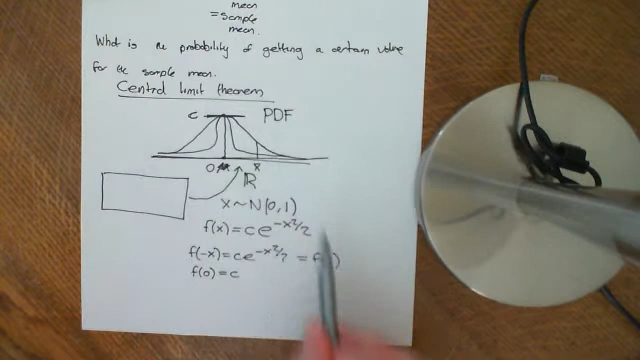 mean
= sample
mean.
What is the probability of getting a certain value
for the sample mean.
Central limit theorem
C PDF
0 x
ℝ
X~N(0,1)
f(x)=ce^{-x²/2}
f(-x)=ce^{-x²/2} = f( )
f(0)=c